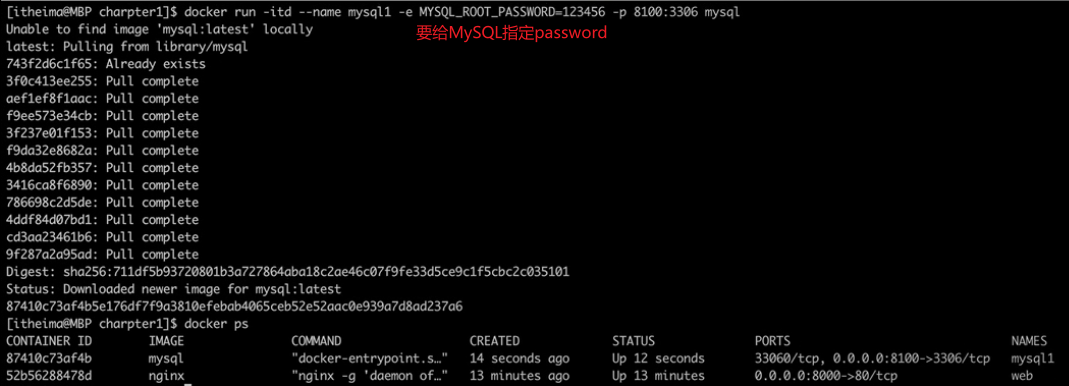 [itheima@MBP charpter1]$ docker run -itd --name mysql1 -e MYSQL_ROOT_PASSWORD=123456 -p 8100:3306 mysql
Unable to find image 'mysql:latest' locally
要给MySQL指定password
latest: Pulling from library/mysql
743f2d6c1f65: Already exists
3f0c413ee255: Pull complete
aef1ef8f1aac: Pull complete
f9ee573e34cb: Pull complete
3f237e01f153: Pull complete
f9da32e8682a: Pull complete
4b8da52fb357: Pull complete
3416ca8f6890: Pull complete
786698c2d5de: Pull complete
4ddf84d07bd1: Pull complete
cd3aa23461b6: Pull complete
9f287a2a95ad: Pull complete
Digest: sha256:711df5b93720801b3a727864aba18c2ae46c07f9fe33d5ce9c1f5cbc2c035101
Status: Downloaded newer image for mysql:latest
87410c73af4b5e176df7f9a3810efebab4065ceb52e52aac0e939a7d8ad237a6
[itheima@MBP charpter1]$ docker ps
CONTAINER ID IMAGE COMMAND CREATED STATUS PORTS NAMES
87410c73af4b mysql "docker-entrypoint.s…" 14 seconds ago Up 12 seconds 33060/tcp, 0.0.0.0:8100->3306/tcp mysql1
52b56288478d nginx "nginx -g 'daemon of…" 13 minutes ago Up 13 minutes 0.0.0.0:8000->80/tcp web